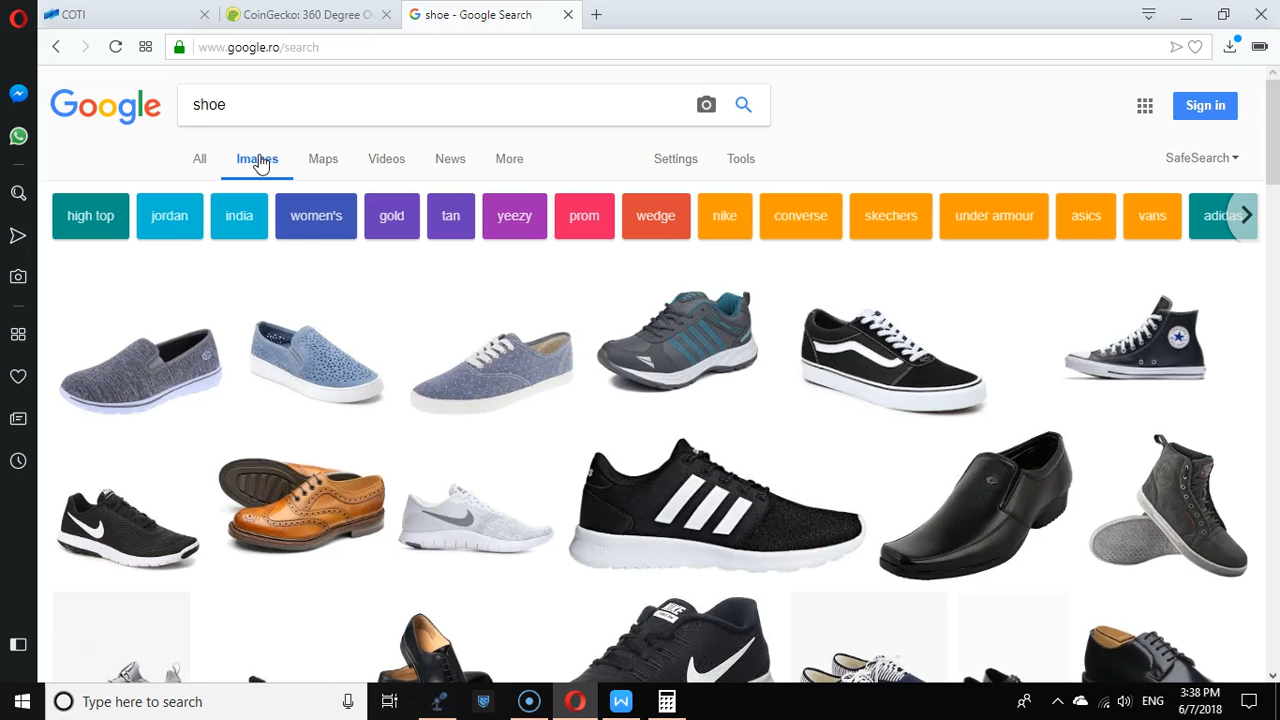 COTI
CoinGecko: 360 Degree O
shoe - Google Search
www.google.ro/search
Google
shoe
Sign in
All Images Maps Videos News More Settings Tools SafeSearch
high top jordan india women's gold tan yeezy prom wedge nike converse skechers under armour asics vans adidas
NIKE
Type here to search
W
ENG
3:38 PM
6/7/2018